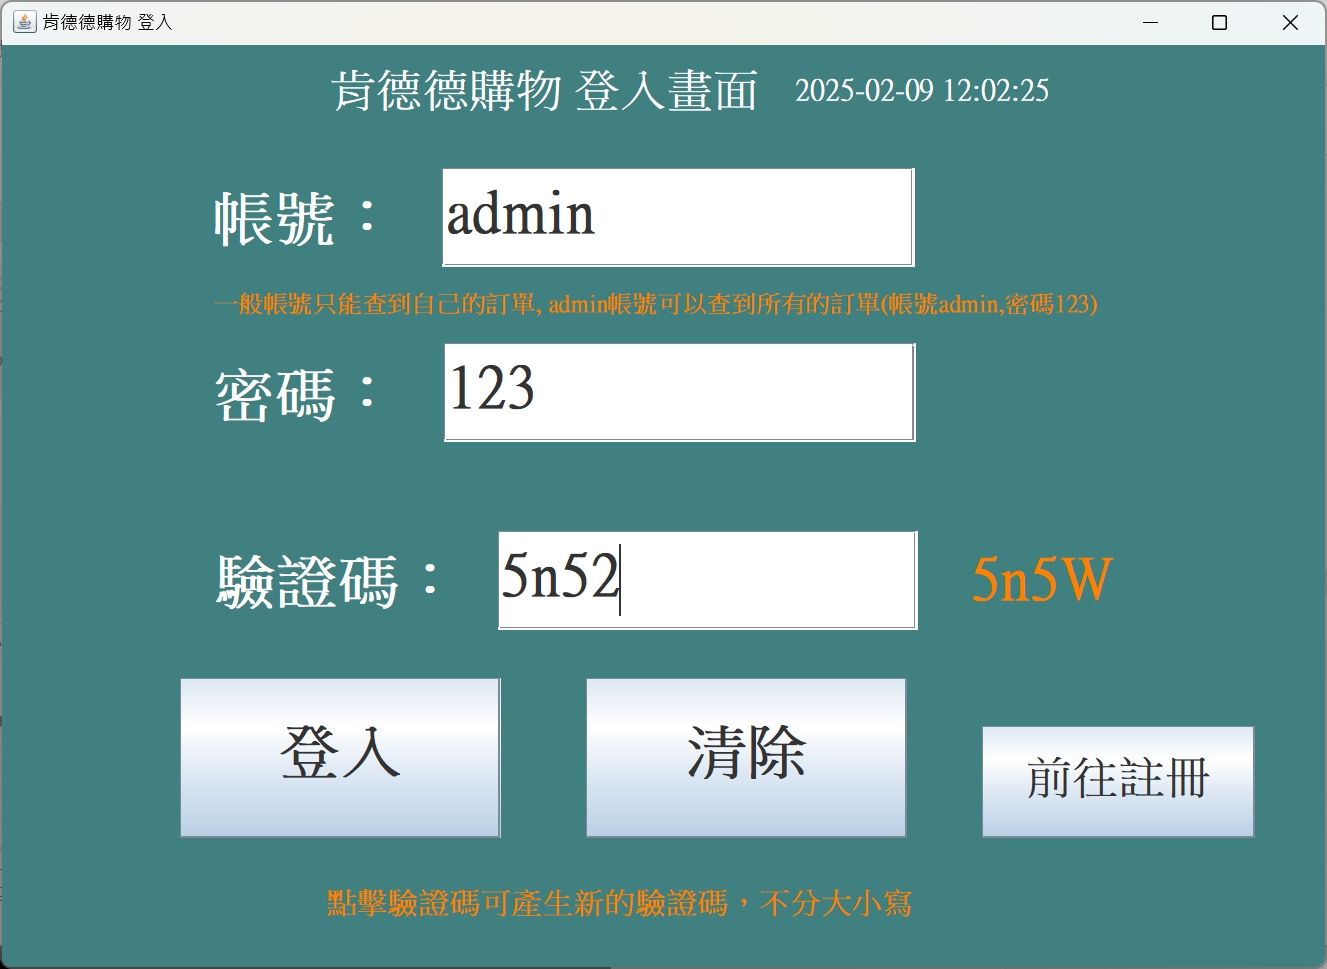 肯德德購物 登入
肯德德購物 登入畫面 2025-02-09 12:02:25
帳號： admin
一般帳號只能查到自己的訂單, admin帳號可以查到所有的訂單(帳號admin,密碼123)
密碼： 123
驗證碼： 5n52 5n5W
登入 清除 前往註冊
點擊驗證碼可產生新的驗證碼，不分大小寫